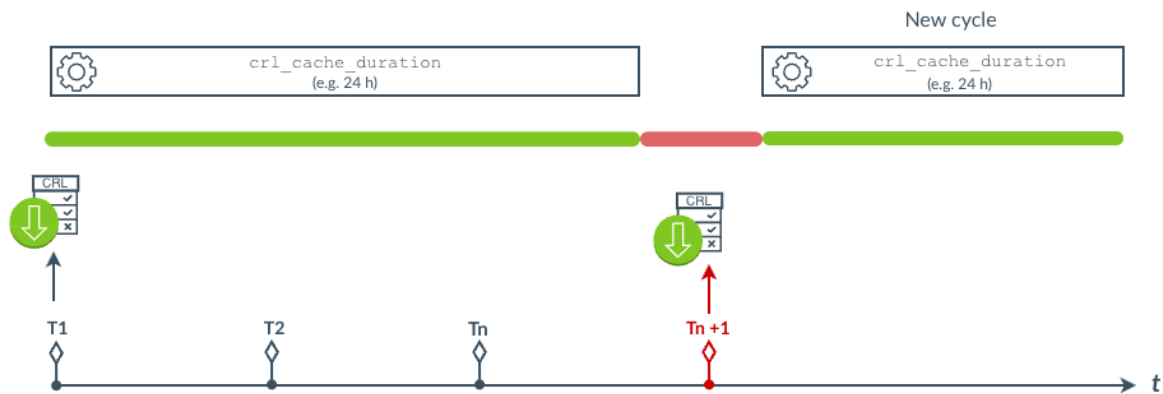 New cycle
crl_cache_duration
(e.g. 24 h)
crl_cache_duration
(e.g. 24 h)
CRL
CRL
T1
T2
Tn
Tn +1
t